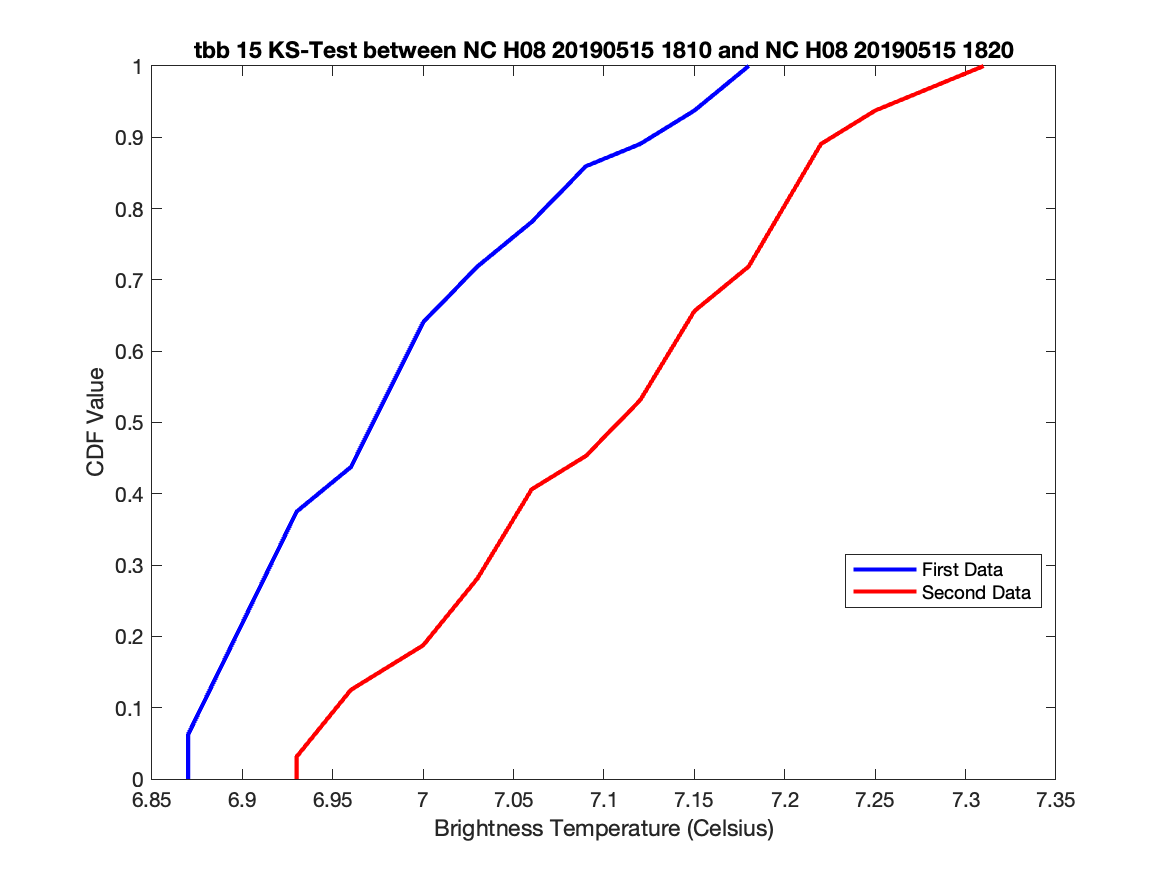 tbb 15 KS-Test between NC H08 20190515 1810 and NC H08 20190515 1820
1
0.9
0.8
0.7
0.6
0.5
0.4
0.3
0.2
0.1
0
CDF Value
First Data
Second Data
6.85 6.9 6.95 7 7.05 7.1 7.15 7.2 7.25 7.3 7.35
Brightness Temperature (Celsius)